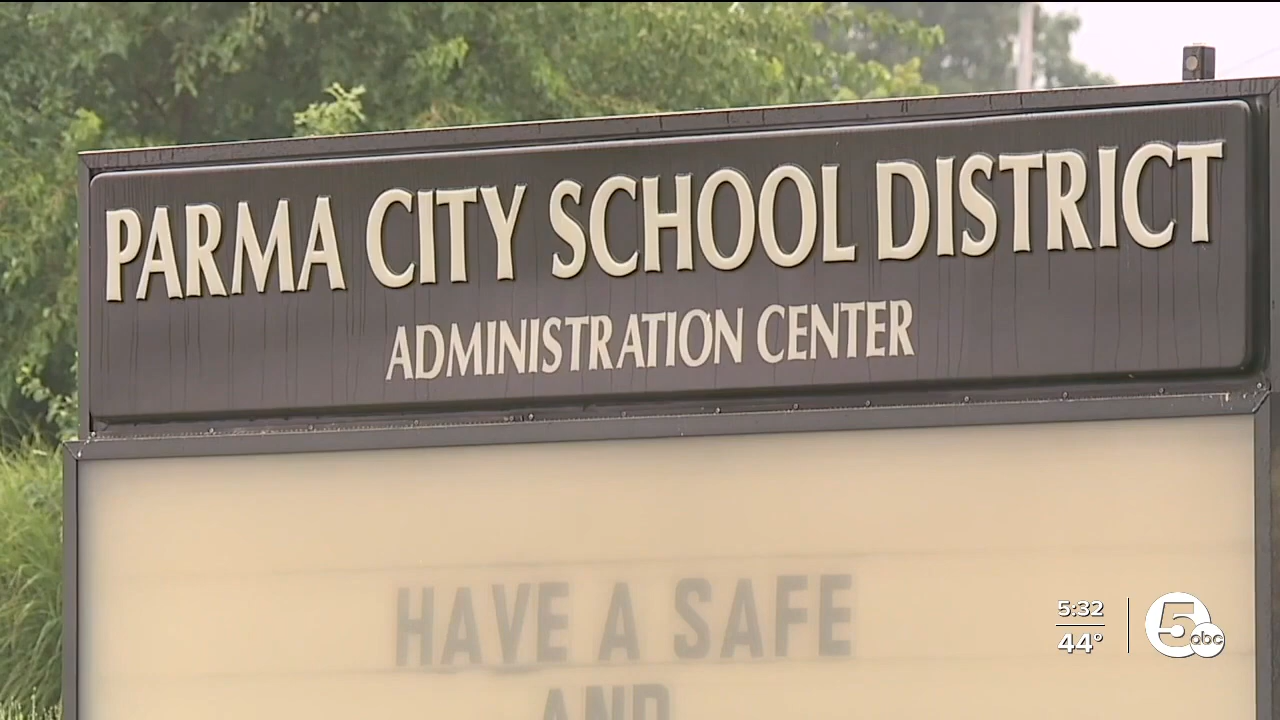 PARMA CITY SCHOOL DISTRICT
ADMINISTRATION CENTER
HAVE A SAFE
AND
5:32
44°
5 abc